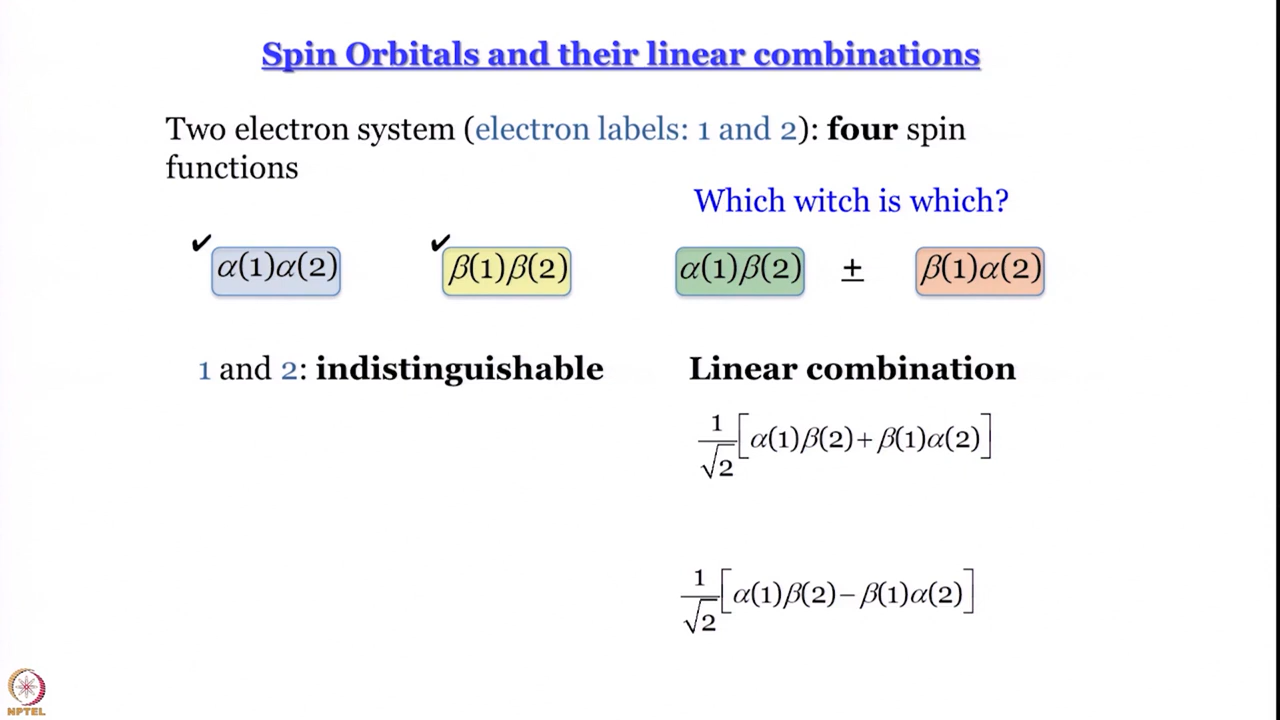 Spin Orbitals and their linear combinations
Two electron system (electron labels: 1 and 2): four spin
functions
Which witch is which?
✔ α(1)α(2) ✔ β(1)β(2) α(1)β(2) ± β(1)α(2)
1 and 2: indistinguishable Linear combination
1/√2 [α(1)β(2)+β(1)α(2)]
1/√2 [α(1)β(2)−β(1)α(2)]
NPTEL